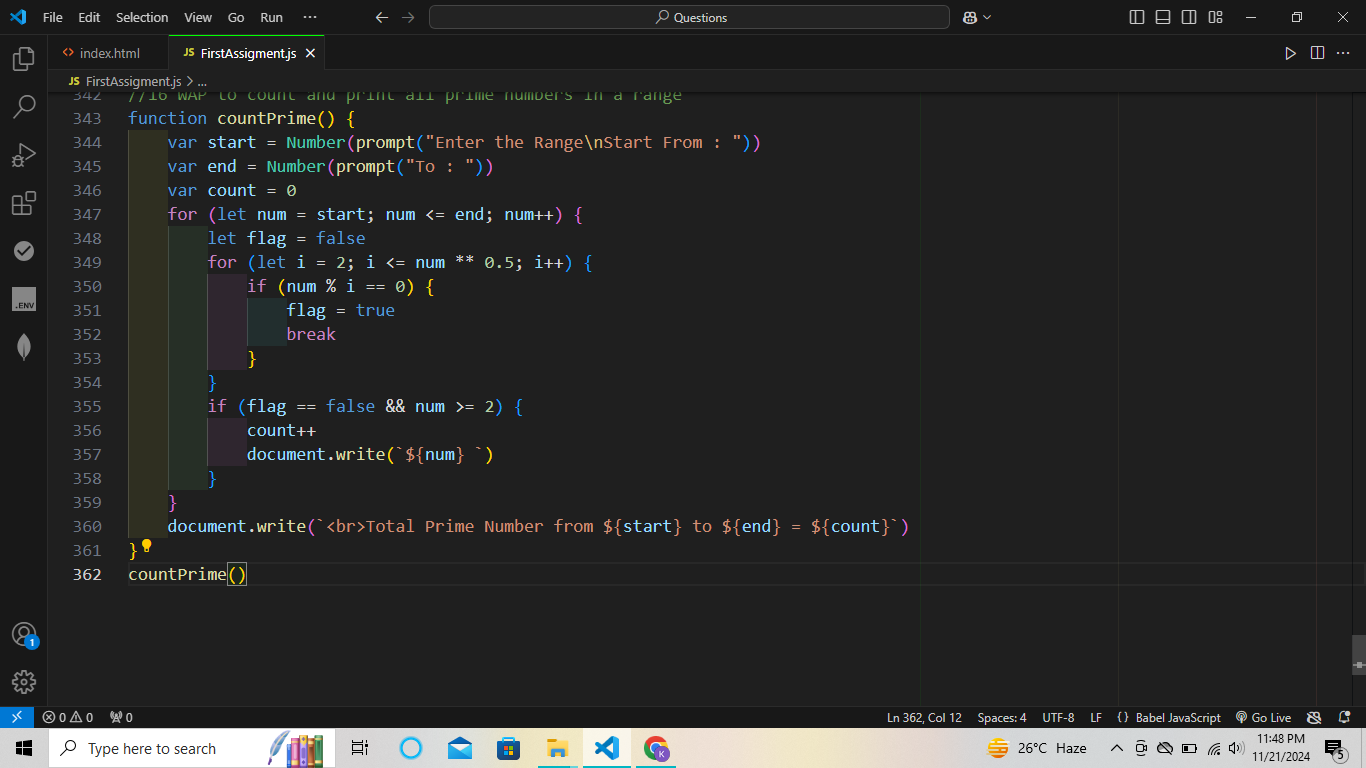 File Edit Selection View Go Run ··· Questions
index.html JS FirstAssigment.js
JS FirstAssigment.js > ...
342 //16 WAP to count and print all prime numbers in a range
343 function countPrime() {
344 var start = Number(prompt("Enter the Range\nStart From : "))
345 var end = Number(prompt("To : "))
346 var count = 0
347 for (let num = start; num <= end; num++) {
348 let flag = false
349 for (let i = 2; i <= num ** 0.5; i++) {
350 if (num % i == 0) {
351 flag = true
352 break
353 }
354 }
355 if (flag == false && num >= 2) {
356 count++
357 document.write(`${num} `)
358 }
359 }
360 document.write(`<br>Total Prime Number from ${start} to ${end} = ${count}`)
361 }
362 countPrime()
.ENV
1
0 0 0 Ln 362, Col 12 Spaces: 4 UTF-8 LF {} Babel JavaScript Go Live
Type here to search K 26°C Haze 11:48 PM
11/21/2024 5